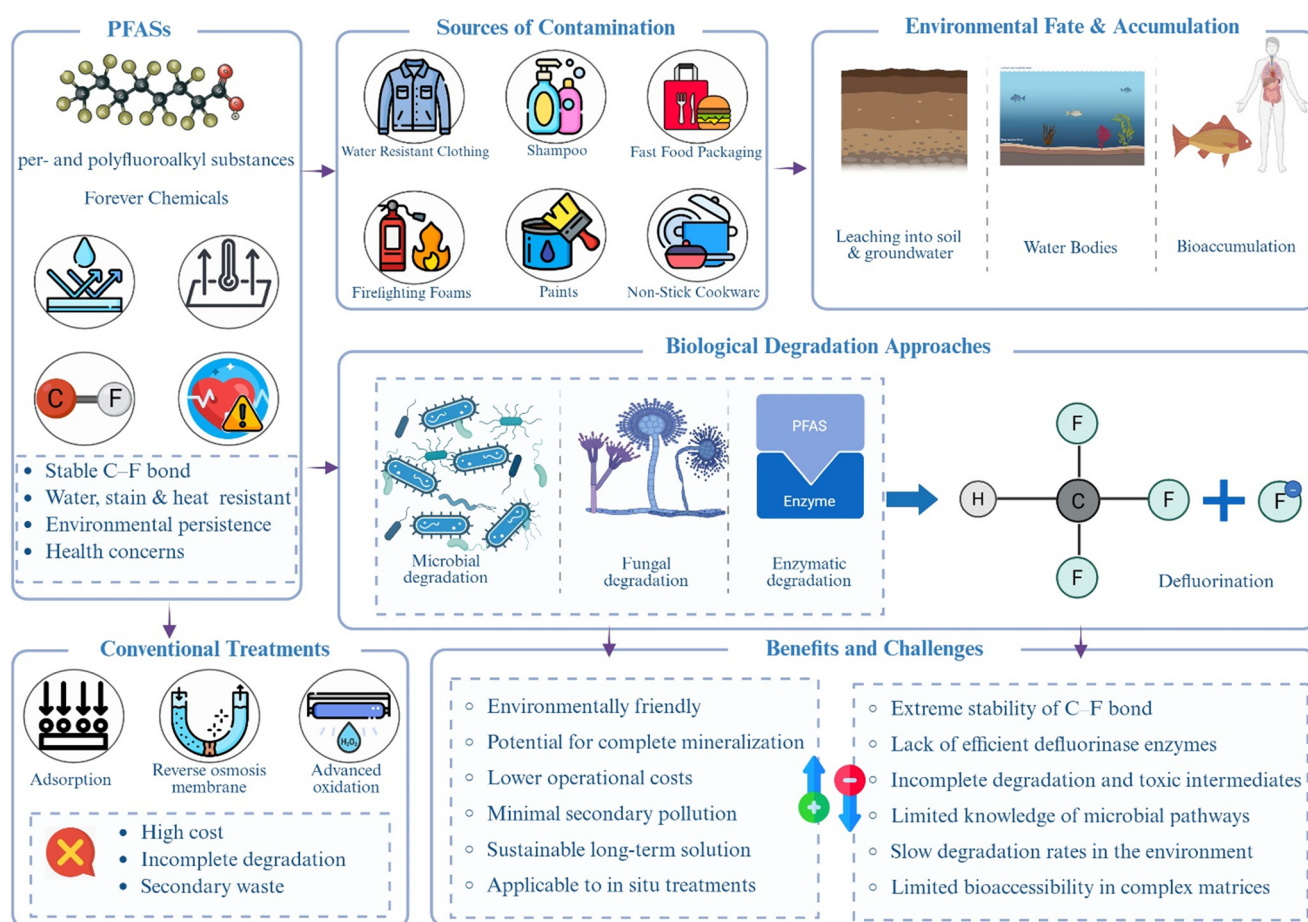 PFASs
per- and polyfluoroalkyl substances
Forever Chemicals
C F
• Stable C–F bond
• Water, stain & heat resistant
• Environmental persistence
• Health concerns
Sources of Contamination
Water Resistant Clothing
Shampoo
Fast Food Packaging
Firefighting Foams
Paints
Non-Stick Cookware
Environmental Fate & Accumulation
Leaching into soil
& groundwater
Water Bodies
Bioaccumulation
Biological Degradation Approaches
Microbial
degradation
Fungal
degradation
PFAS
Enzyme
Enzymatic
degradation
F
H C F + F⁻
F
Defluorination
Conventional Treatments
Adsorption
Reverse osmosis
membrane
H₂O₂
Advanced
oxidation
• High cost
• Incomplete degradation
• Secondary waste
Benefits and Challenges
○ Environmentally friendly
○ Potential for complete mineralization
○ Lower operational costs
○ Minimal secondary pollution
○ Sustainable long-term solution
○ Applicable to in situ treatments
○ Extreme stability of C–F bond
○ Lack of efficient defluorinase enzymes
○ Incomplete degradation and toxic intermediates
○ Limited knowledge of microbial pathways
○ Slow degradation rates in the environment
○ Limited bioaccessibility in complex matrices